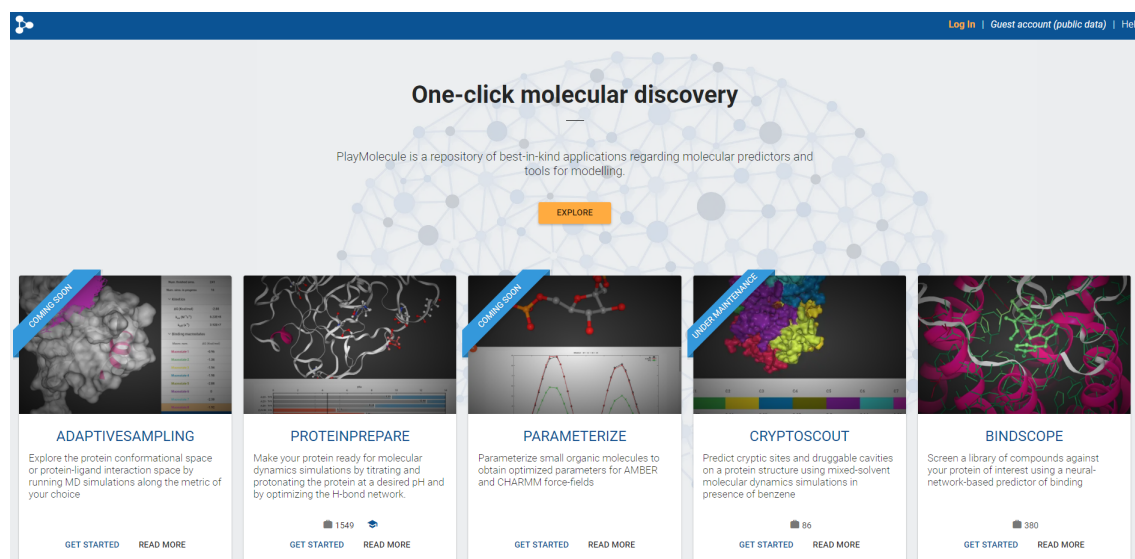 Log In | Guest account (public data) | Hel
One-click molecular discovery
PlayMolecule is a repository of best-in-kind applications regarding molecular predictors and
tools for modelling.
EXPLORE
COMING SOON
COMING SOON
UNDER MAINTENANCE
ADAPTIVESAMPLING
Explore the protein conformational space
or protein-ligand interaction space by
running MD simulations along the metric of
your choice
GET STARTED READ MORE
PROTEINPREPARE
Make your protein ready for molecular
dynamics simulations by titrating and
protonating the protein at a desired pH and
by optimizing the H-bond network.
1549
GET STARTED READ MORE
PARAMETERIZE
Parameterize small organic molecules to
obtain optimized parameters for AMBER
and CHARMM force-fields
GET STARTED READ MORE
CRYPTOSCOUT
Predict cryptic sites and druggable cavities
on a protein structure using mixed-solvent
molecular dynamics simulations in
presence of benzene
86
GET STARTED READ MORE
BINDSCOPE
Screen a library of compounds against
your protein of interest using a neural-
network-based predictor of binding
380
GET STARTED READ MORE